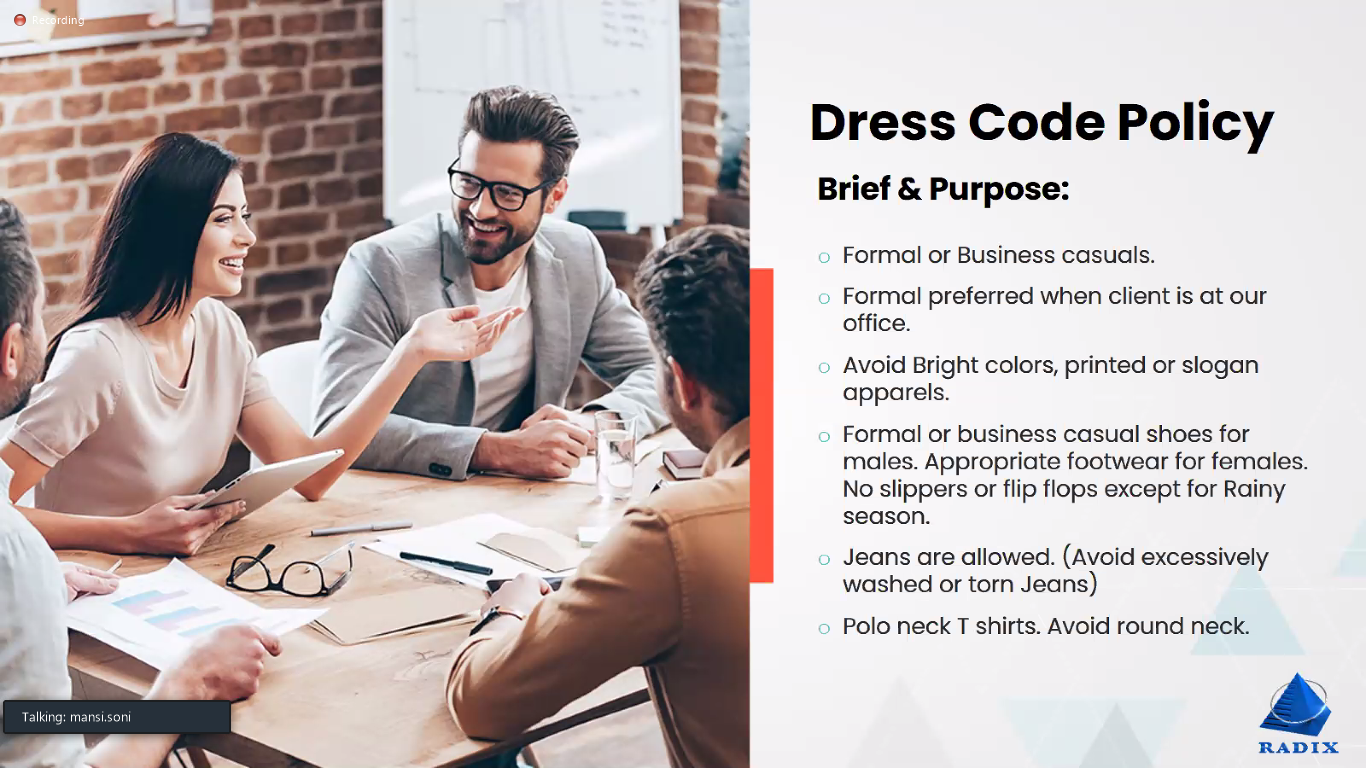 Recording
Dress Code Policy
Brief & Purpose:
Formal or Business casuals.
Formal preferred when client is at our
office.
Avoid Bright colors, printed or slogan
apparels.
Formal or business casual shoes for
males. Appropriate footwear for females.
No slippers or flip flops except for Rainy
season.
Jeans are allowed. (Avoid excessively
washed or torn Jeans)
Polo neck T shirts. Avoid round neck.
Talking: mansi.soni
RADIX